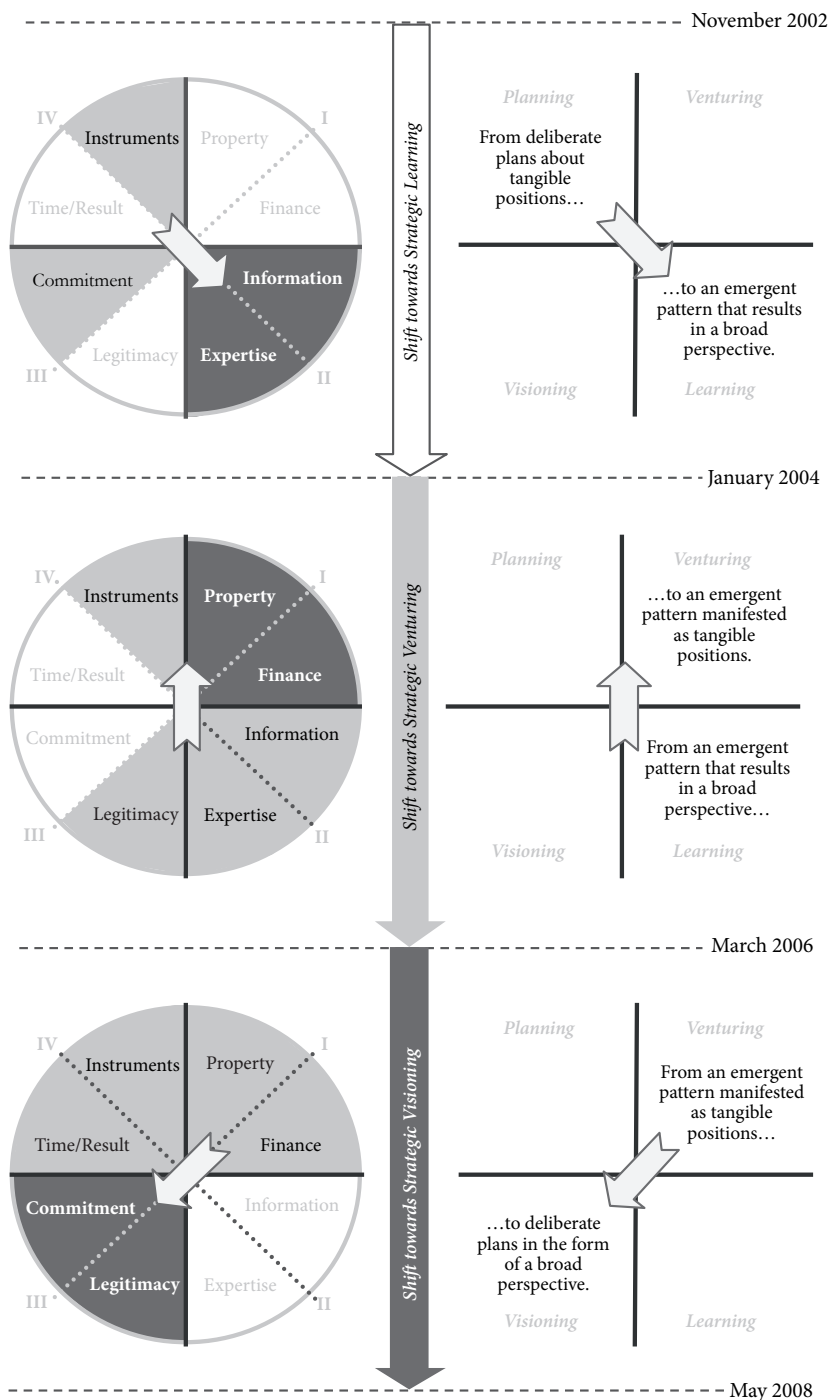 November 2002
IV
Instruments
Property
I
Time/Result
Finance
Commitment
Information
Legitimacy
Expertise
III
II
Shift towards Strategic Learning
Planning
Venturing
From deliberate
plans about
tangible
positions…
…to an emergent
pattern that results
in a broad
perspective.
Visioning
Learning
January 2004
IV
Instruments
Property
I
Time/Result
Finance
Commitment
Information
Legitimacy
Expertise
III
II
Shift towards Strategic Venturing
Planning
Venturing
…to an emergent
pattern manifested
as tangible
positions.
From an emergent
pattern that results
in a broad
perspective…
Visioning
Learning
March 2006
IV
Instruments
Property
I
Time/Result
Finance
Commitment
Information
Legitimacy
Expertise
III
II
Shift towards Strategic Visioning
Planning
Venturing
From an emergent
pattern manifested
as tangible
positions…
…to deliberate
plans in the form
of a broad
perspective.
Visioning
Learning
May 2008